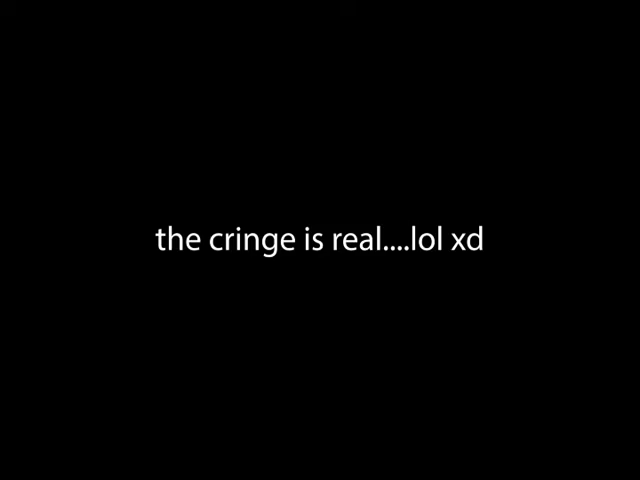 the cringe is real....lol xd